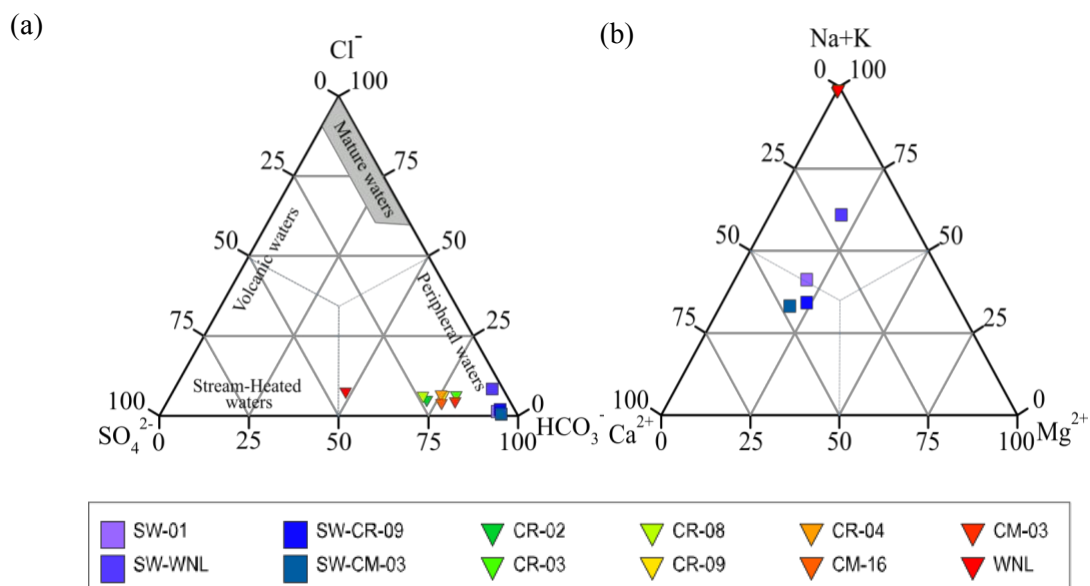 (a)
(b)
Cl⁻
0 100
Na+K
0 100
Mature waters
25 75
25 75
50 50
50 50
Volcanic waters
Peripheral waters
75 25
75 25
Stream-Heated
waters
100 0
100 0
SO₄²⁻ HCO₃⁻
Ca²⁺ Mg²⁺
0 25 50 75 100
0 25 50 75 100
SW-01 SW-CR-09 CR-02 CR-08 CR-04 CM-03
SW-WNL SW-CM-03 CR-03 CR-09 CM-16 WNL